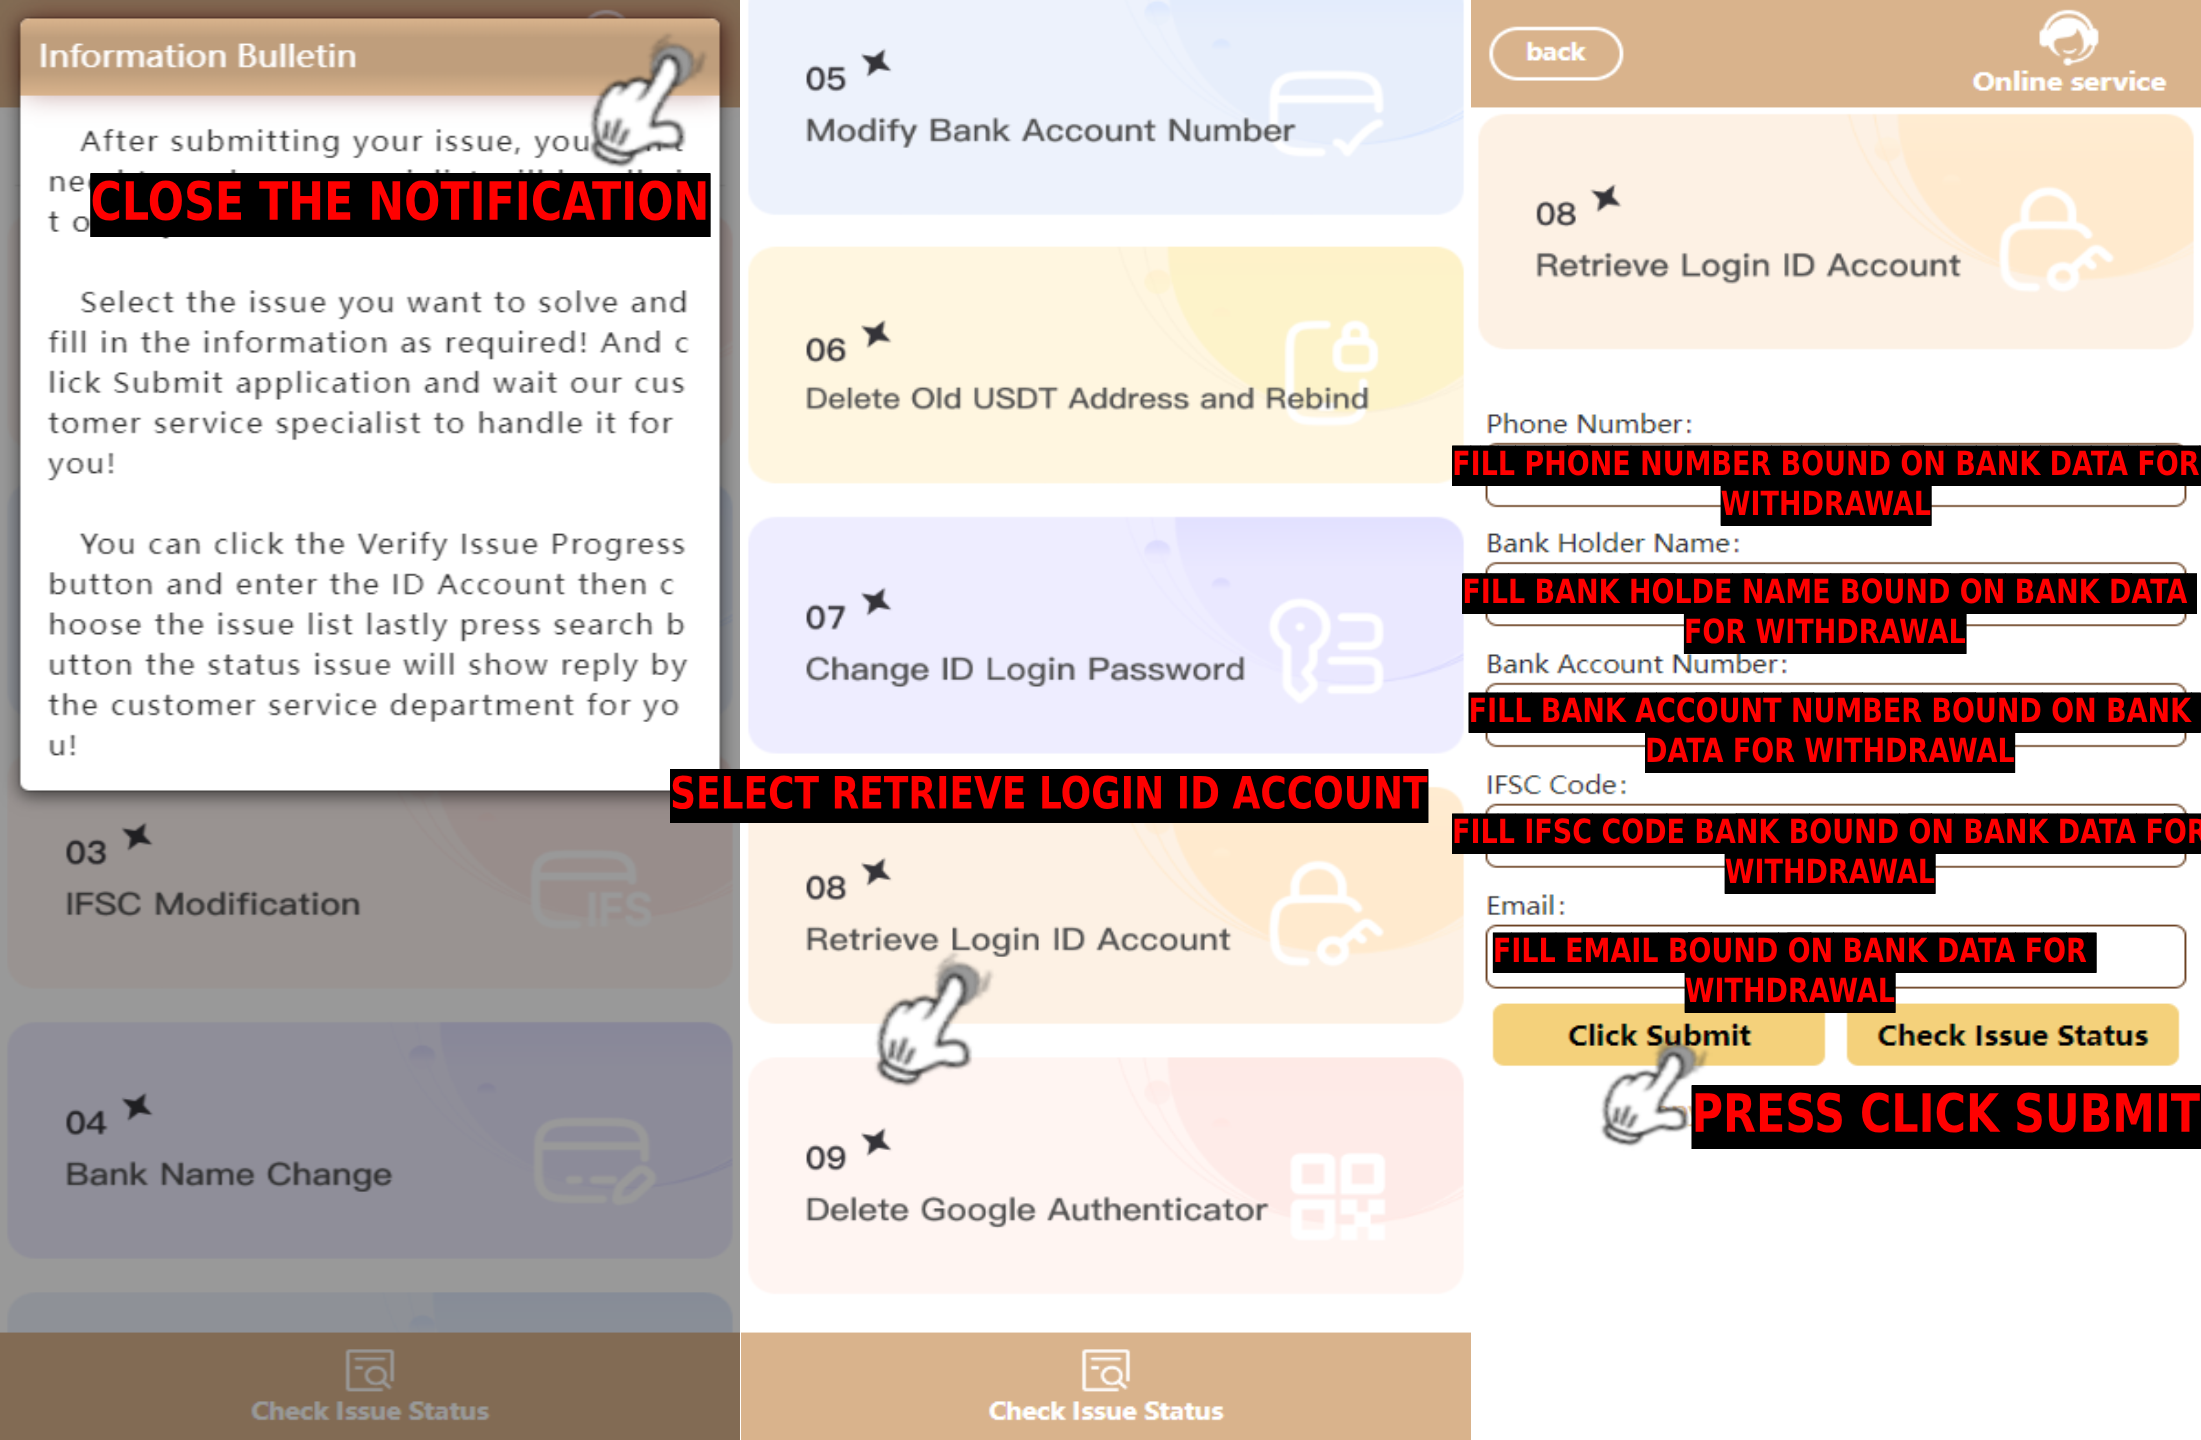 Information Bulletin
After submitting your issue, you
ne
CLOSE THE NOTIFICATION
t o
Select the issue you want to solve and
fill in the information as required! And c
lick Submit application and wait our cus
tomer service specialist to handle it for
you!
You can click the Verify Issue Progress
button and enter the ID Account then c
hoose the issue list lastly press search b
utton the status issue will show reply by
the customer service department for yo
u!
03
IFSC Modification
IFS
04
Bank Name Change
Check Issue Status
05
Modify Bank Account Number
06
Delete Old USDT Address and Rebind
07
Change ID Login Password
SELECT RETRIEVE LOGIN ID ACCOUNT
08
Retrieve Login ID Account
09
Delete Google Authenticator
Check Issue Status
back
Online service
08
Retrieve Login ID Account
Phone Number:
FILL PHONE NUMBER BOUND ON BANK DATA FOR
WITHDRAWAL
Bank Holder Name:
FILL BANK HOLDE NAME BOUND ON BANK DATA
FOR WITHDRAWAL
Bank Account Number:
FILL BANK ACCOUNT NUMBER BOUND ON BANK
DATA FOR WITHDRAWAL
IFSC Code:
FILL IFSC CODE BANK BOUND ON BANK DATA FOR
WITHDRAWAL
Email:
FILL EMAIL BOUND ON BANK DATA FOR
WITHDRAWAL
Click Submit
Check Issue Status
PRESS CLICK SUBMIT